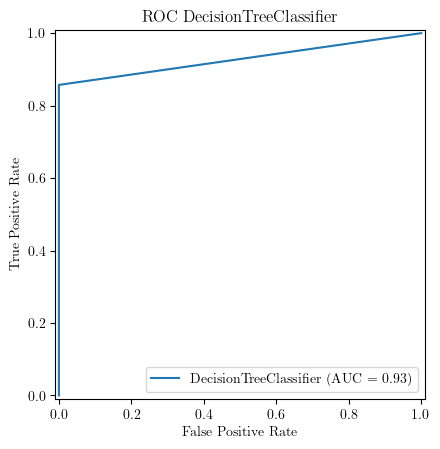 ROC DecisionTreeClassifier
1.0
0.8
0.6
0.4
0.2
0.0
True Positive Rate
DecisionTreeClassifier (AUC = 0.93)
0.0 0.2 0.4 0.6 0.8 1.0
False Positive Rate